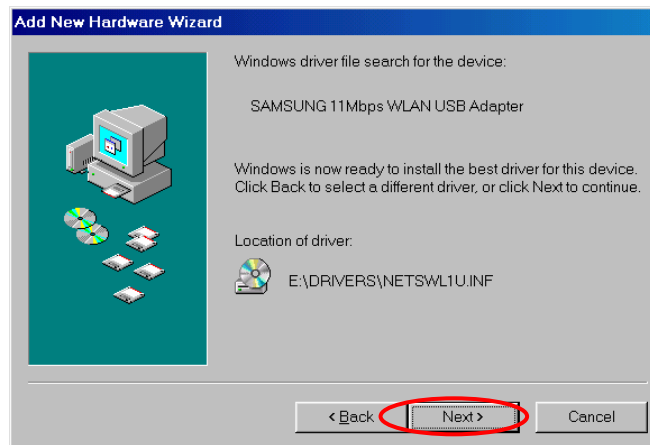 Add New Hardware Wizard
Windows driver file search for the device:
SAMSUNG 11Mbps WLAN USB Adapter
Windows is now ready to install the best driver for this device.
Click Back to select a different driver, or click Next to continue.
Location of driver:
E:\DRIVERS\NETSWL1U.INF
< Back Next > Cancel